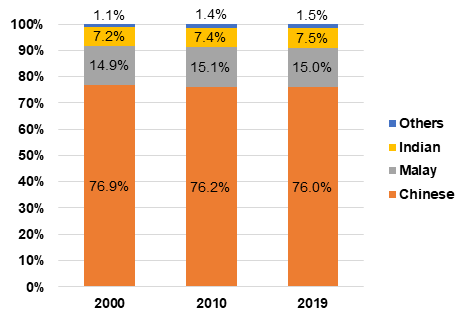 1.1% 1.4% 1.5%
100%
7.2% 7.4% 7.5%
90%
14.9% 15.1% 15.0%
80%
70%
60%
Others
50%
Indian
Malay
40%
76.9% 76.2% 76.0%
Chinese
30%
20%
10%
0%
2000 2010 2019